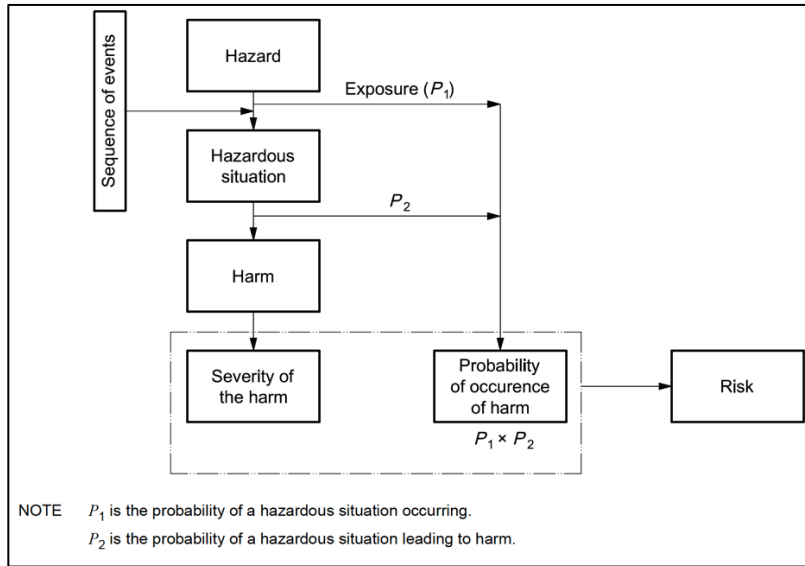 Sequence of events
Hazard
Exposure (P₁)
Hazardous
situation
P₂
Harm
Severity of
the harm
Probability
of occurence
of harm
Risk
P₁ × P₂
NOTE P₁ is the probability of a hazardous situation occurring.
P₂ is the probability of a hazardous situation leading to harm.